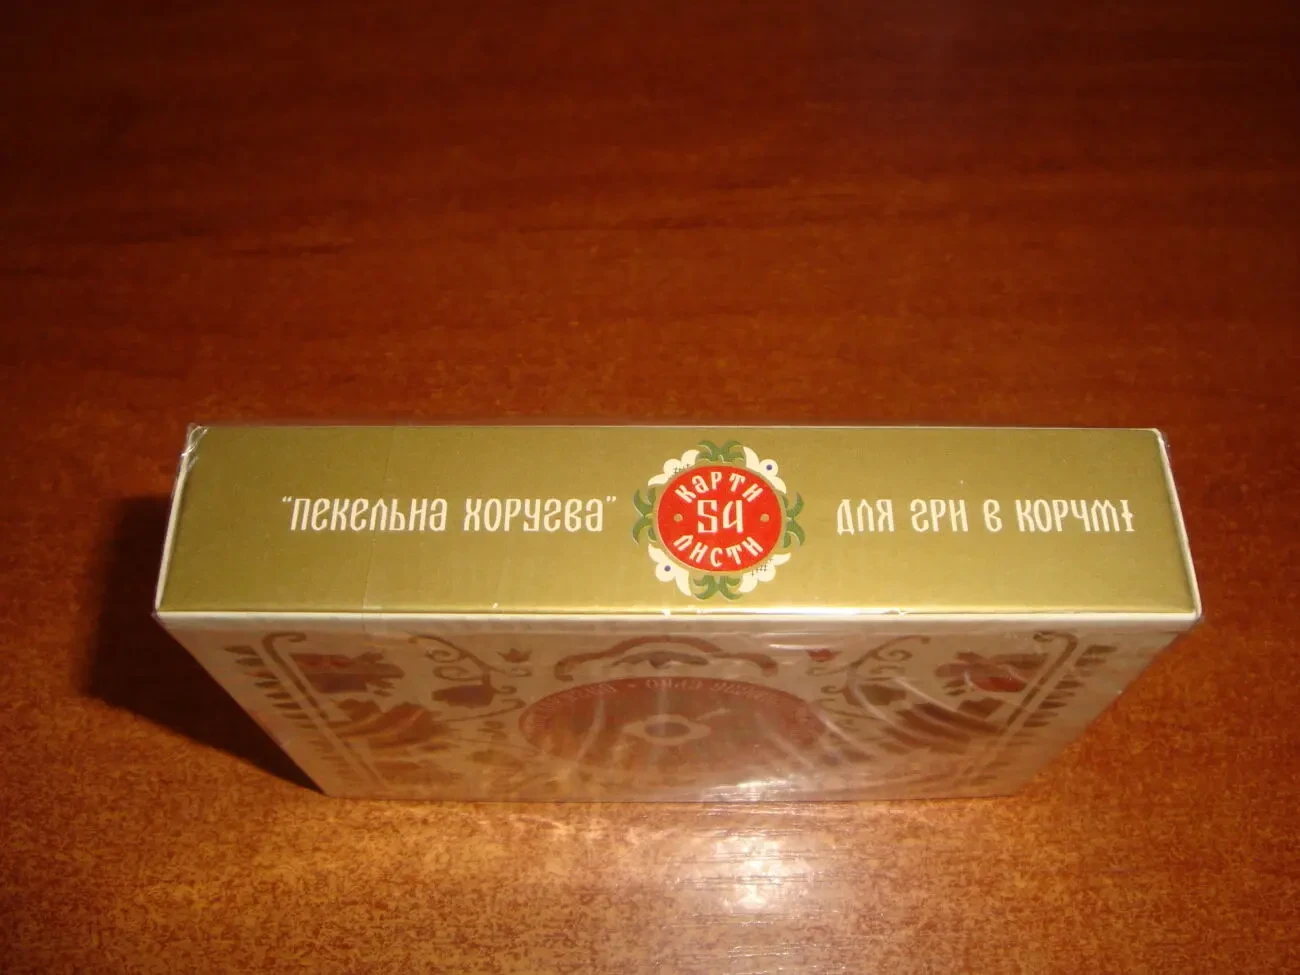 "ПЕКЕЛЬНА ХОРУГВА"
КАРТИ
54
ЛИСТИ
ДЛЯ ГРИ В КОРЧМІ